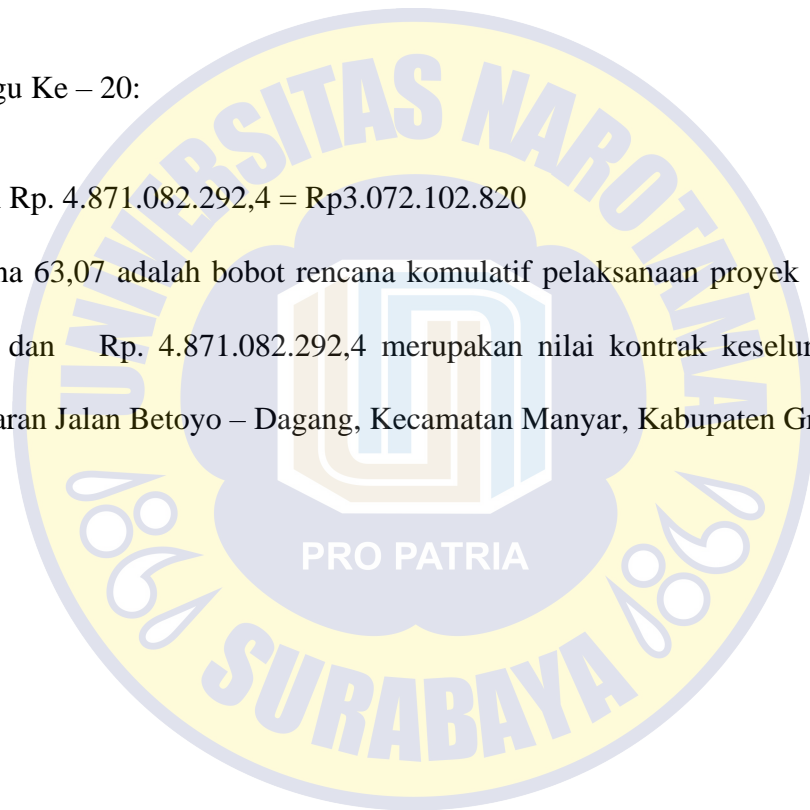 gu Ke – 20:
Rp. 4.871.082.292,4 = Rp3.072.102.820
na 63,07 adalah bobot rencana komulatif pelaksanaan proyek
dan Rp. 4.871.082.292,4 merupakan nilai kontrak
aran Jalan Betoyo – Dagang, Kecamatan Manyar, Kabupaten
UNIVERSITAS NAROTAMA
PRO PATRIA
SURABAYA